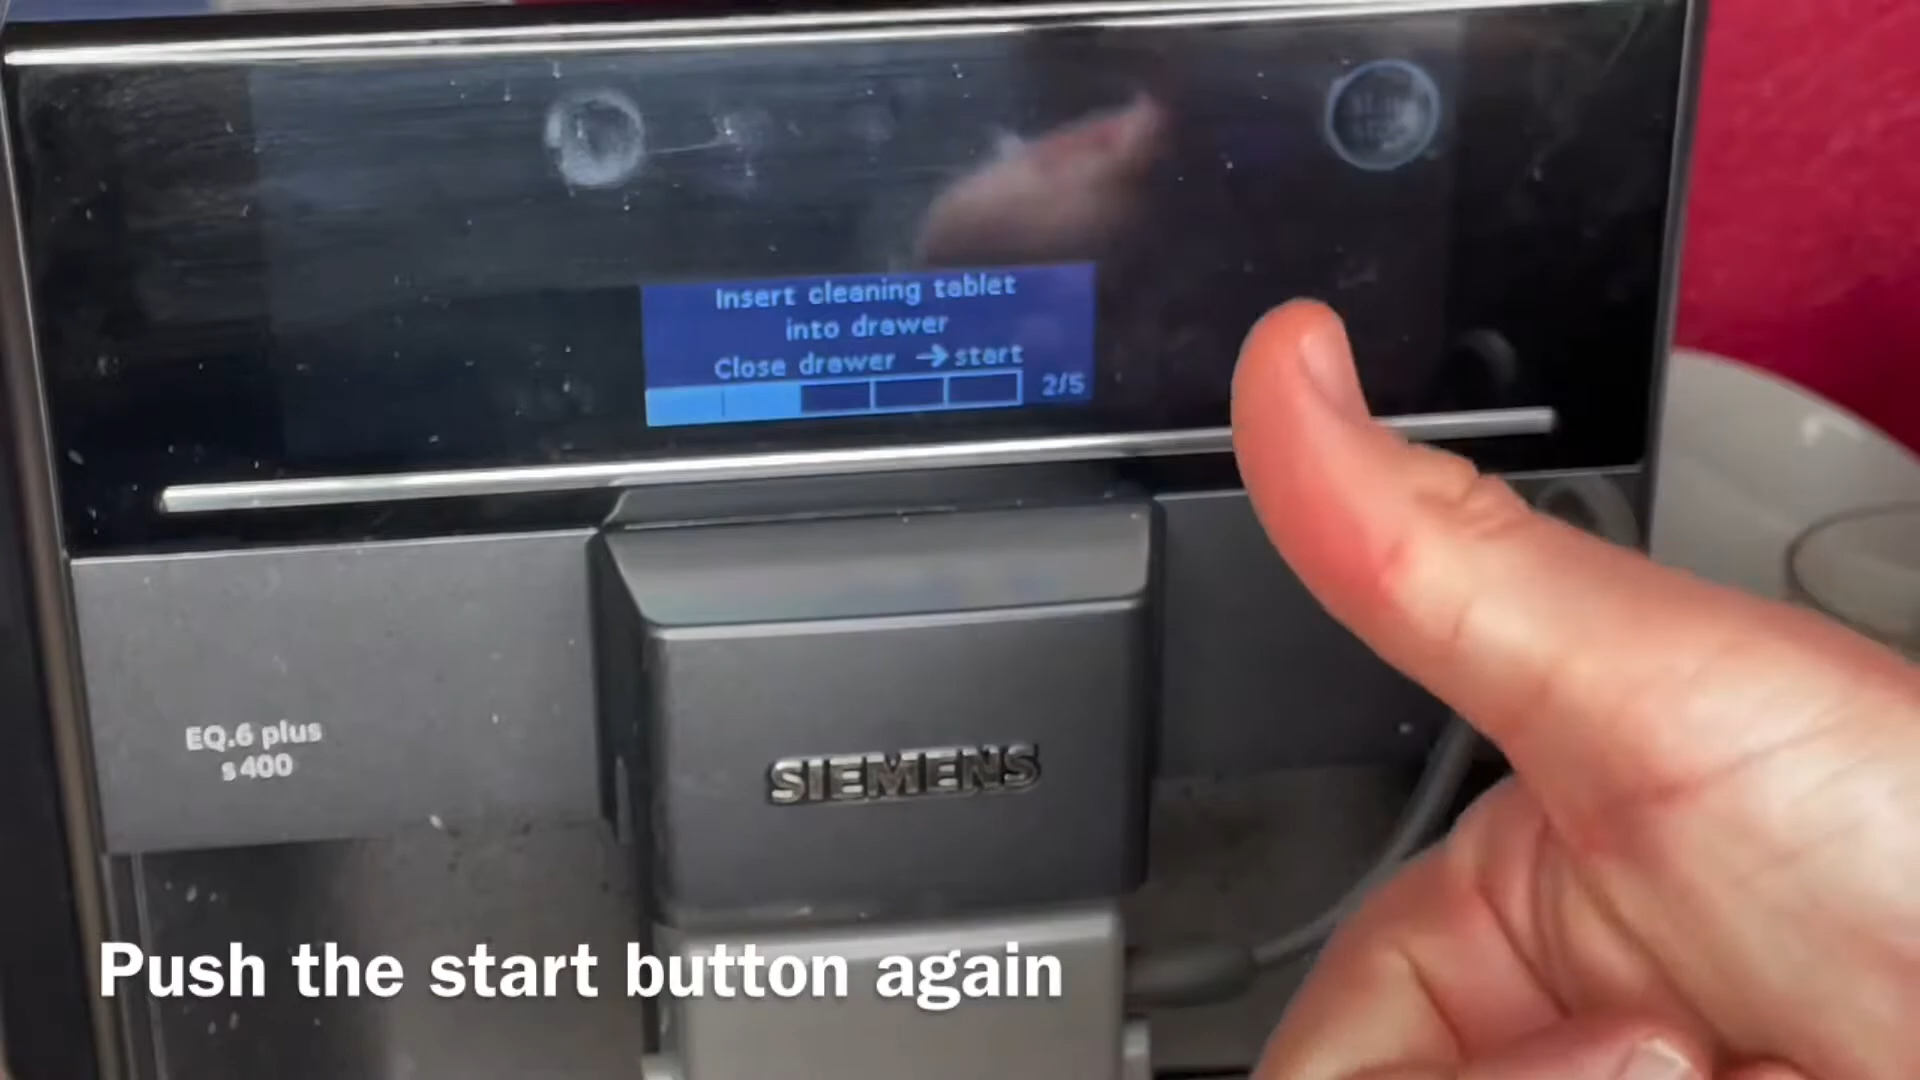 Insert cleaning tablet
into drawer
Close drawer → start
2/5
EQ.6 plus
s400
SIEMENS
Push the start button again